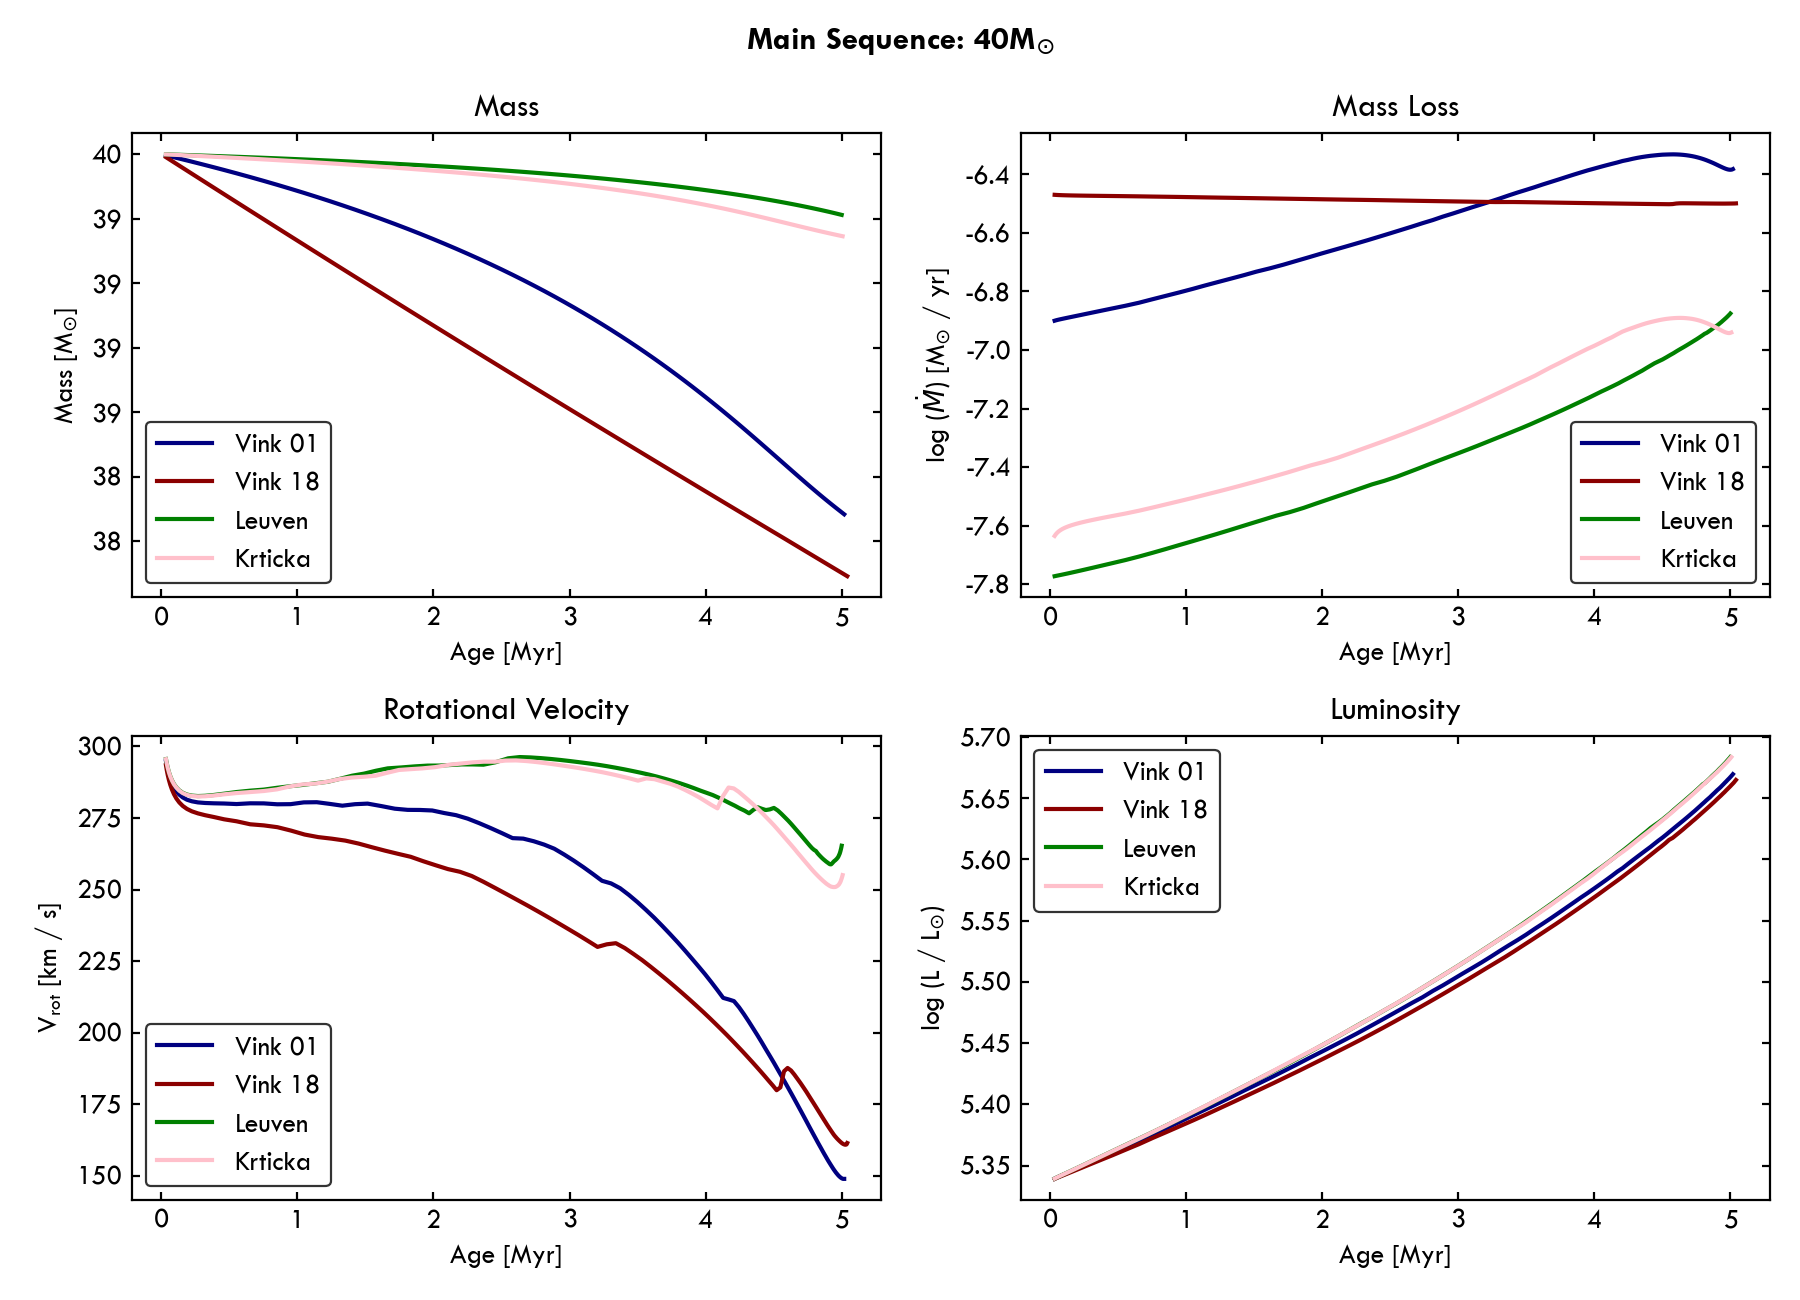 Main Sequence: 40M⊙
Mass
40
39
39
39
39
38
38
Mass [M⊙]
Vink 01
Vink 18
Leuven
Krticka
0 1 2 3 4 5
Age [Myr]
Mass Loss
-6.4
-6.6
-6.8
-7.0
-7.2
-7.4
-7.6
-7.8
log (Ṁ) [M⊙ / yr]
Vink 01
Vink 18
Leuven
Krticka
0 1 2 3 4 5
Age [Myr]
Rotational Velocity
300
275
250
225
200
175
150
Vrot [km / s]
Vink 01
Vink 18
Leuven
Krticka
0 1 2 3 4 5
Age [Myr]
Luminosity
5.70
5.65
5.60
5.55
5.50
5.45
5.40
5.35
log (L / L⊙)
Vink 01
Vink 18
Leuven
Krticka
0 1 2 3 4 5
Age [Myr]